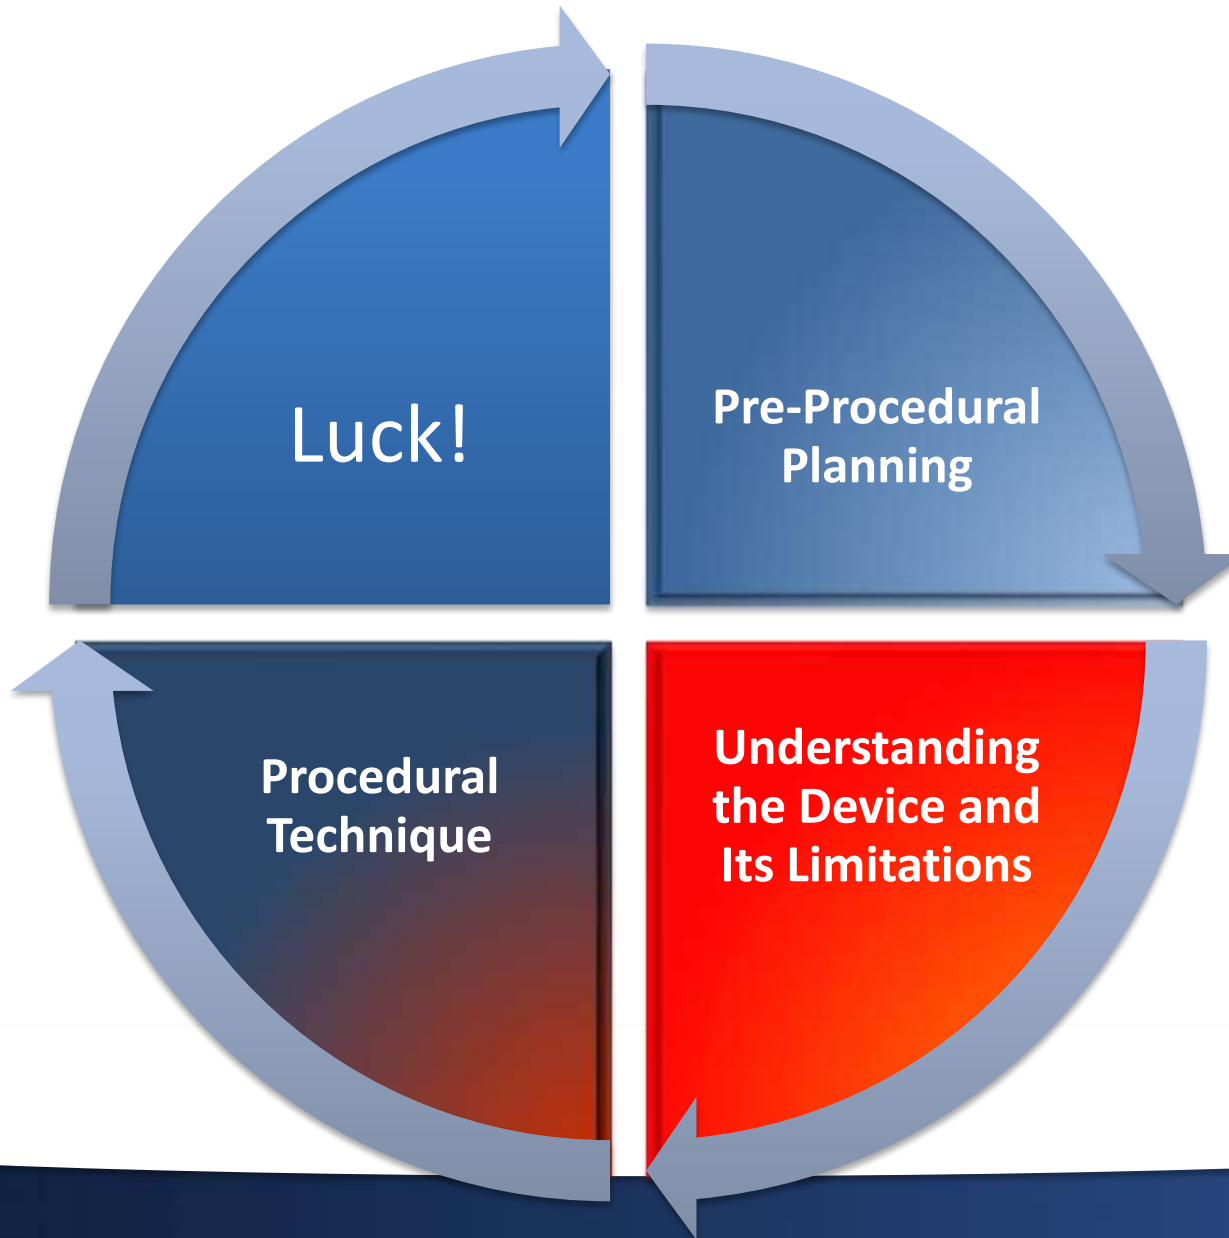 Luck!
Pre-Procedural
Planning
Procedural
Technique
Understanding
the Device and
Its Limitations